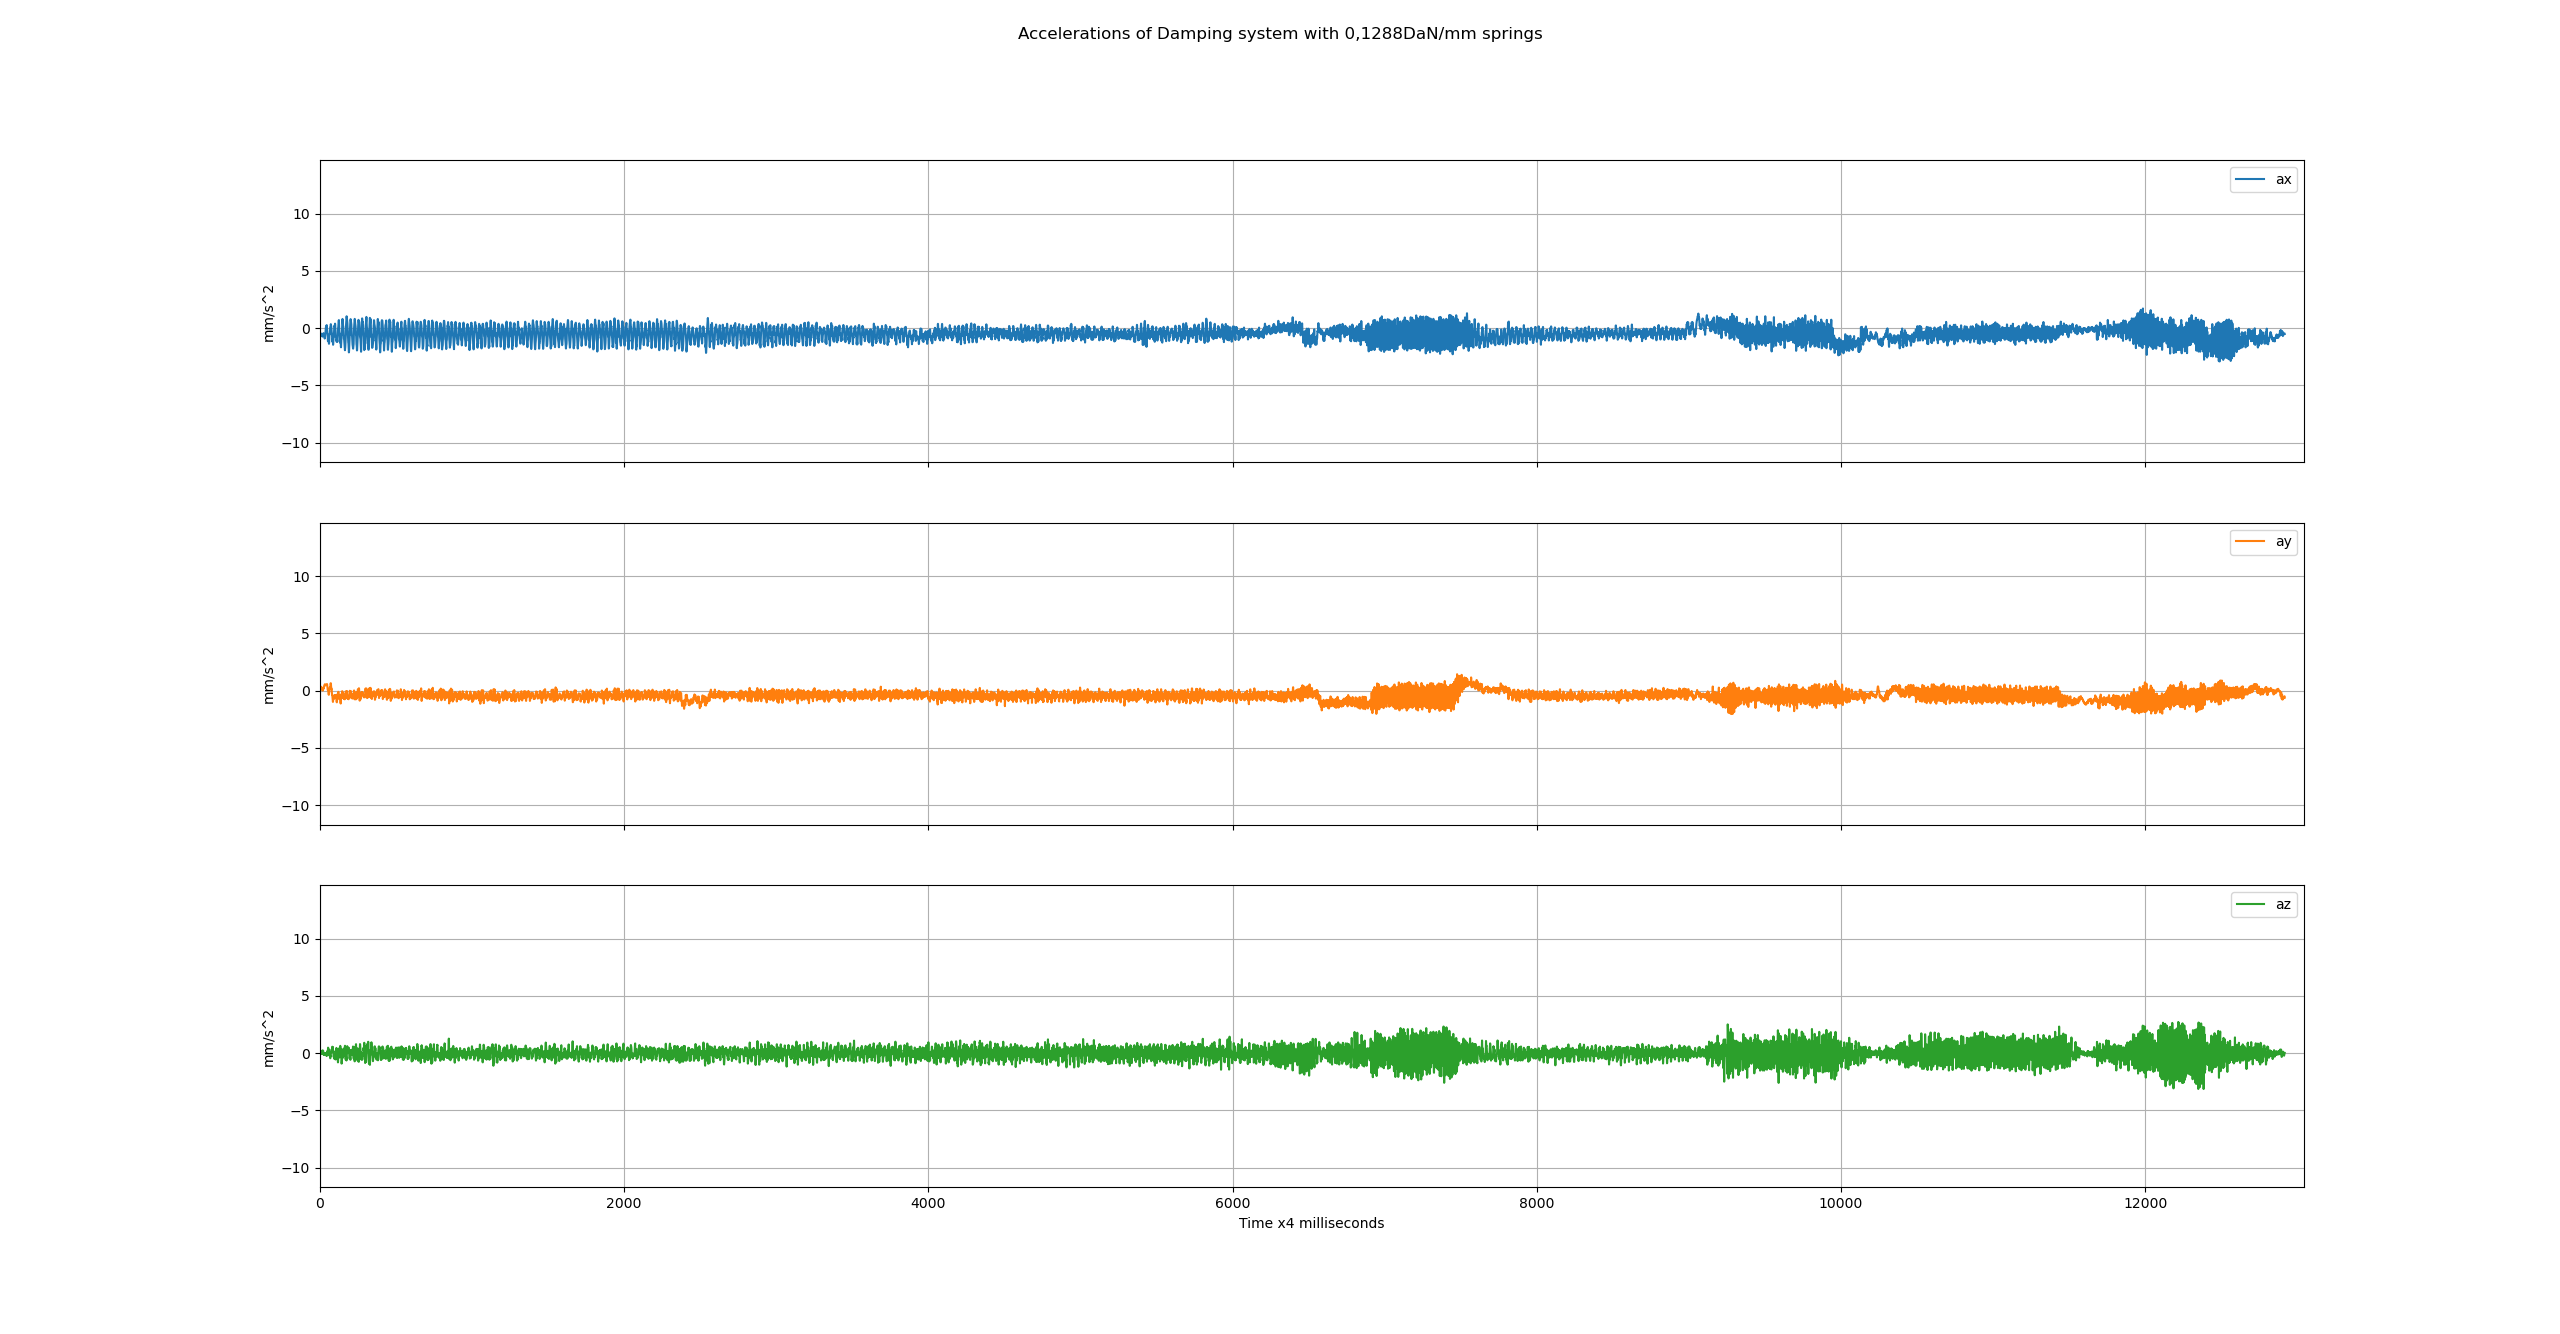 Accelerations of Damping system with 0,1288DaN/mm springs
ax
10
5
0
−5
−10
mm/s^2
ay
10
5
0
−5
−10
mm/s^2
az
10
5
0
−5
−10
mm/s^2
0 2000 4000 6000 8000 10000 12000
Time x4 milliseconds